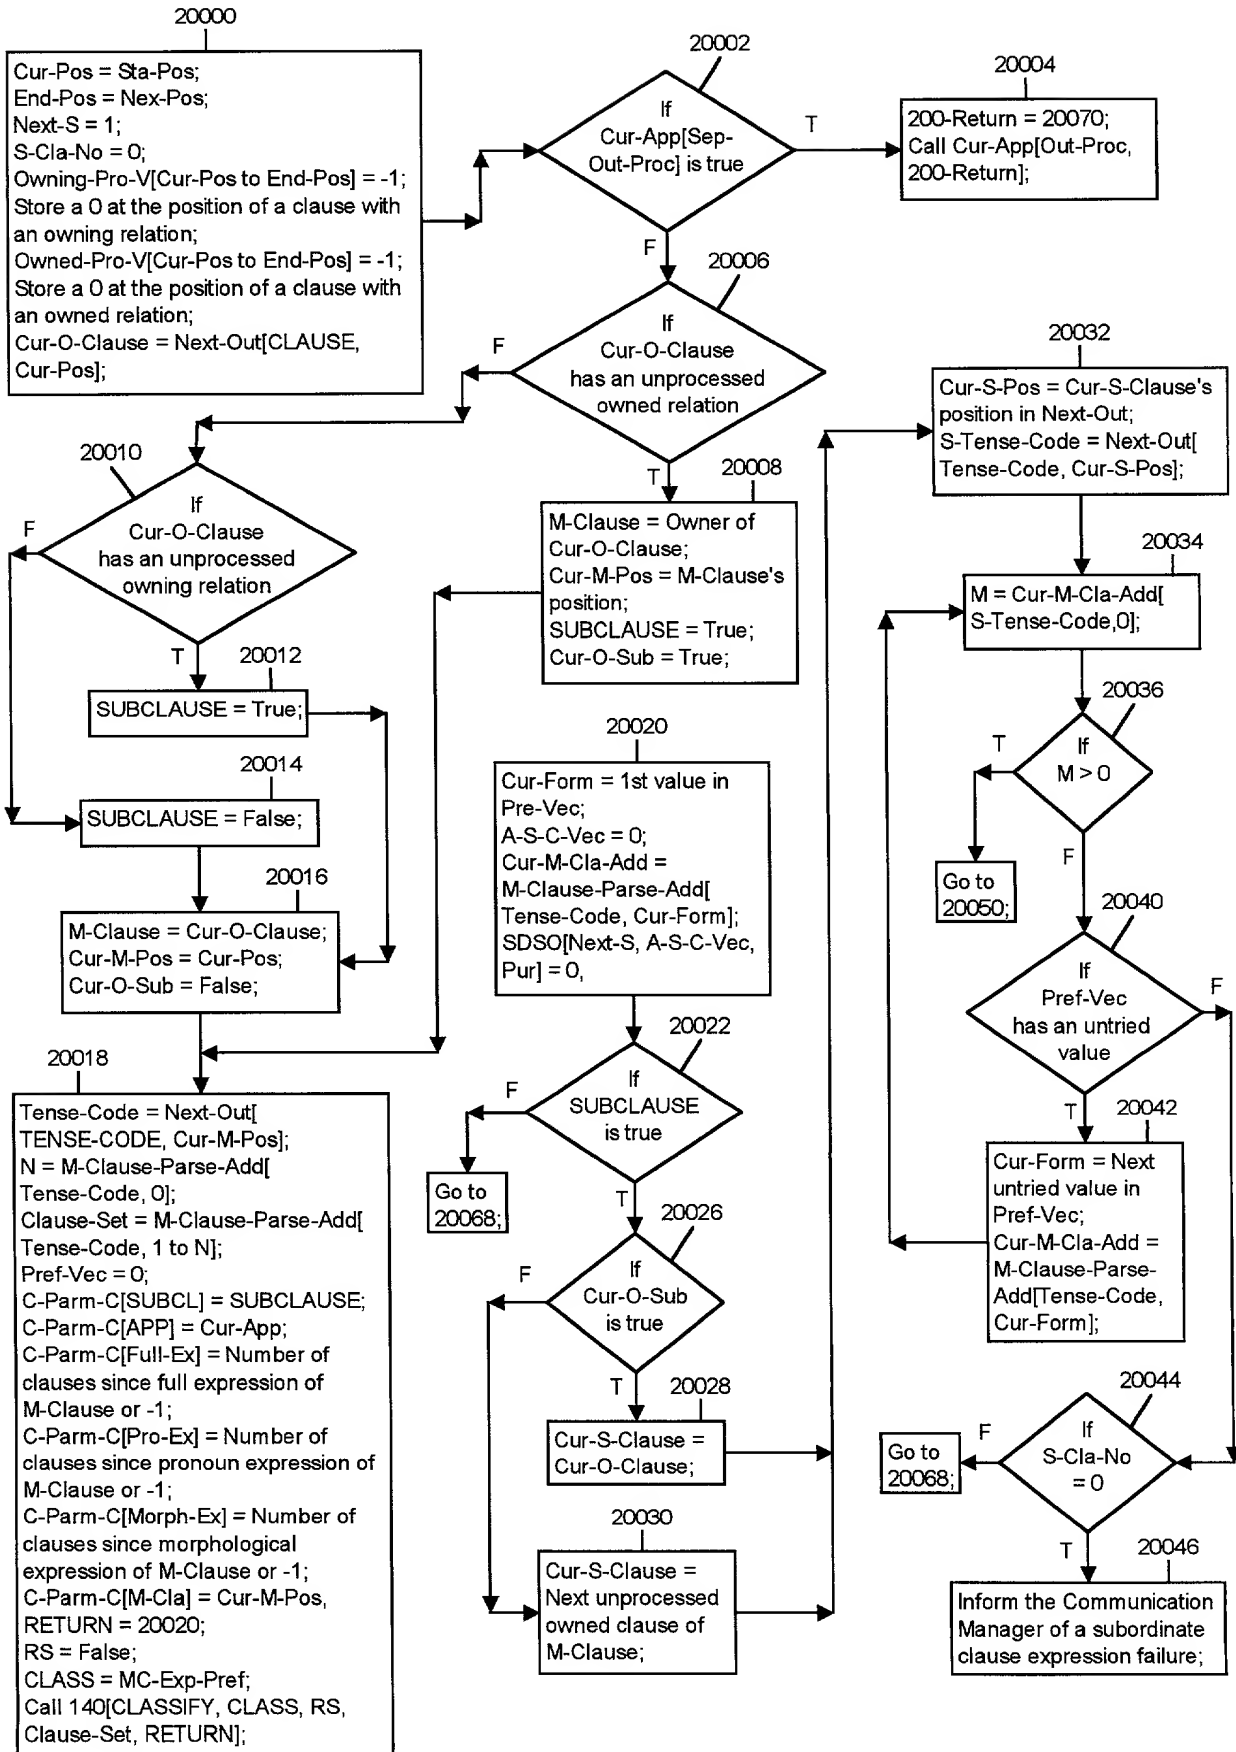 20000
Cur-Pos = Sta-Pos;
End-Pos = Nex-Pos;
Next-S = 1;
S-Cla-No = 0;
Owning-Pro-V[Cur-Pos to End-Pos] = -1;
Store a 0 at the position of a clause with
an owning relation;
Owned-Pro-V[Cur-Pos to End-Pos] = -1;
Store a 0 at the position of a clause with
an owned relation;
Cur-O-Clause = Next-Out[CLAUSE,
Cur-Pos];
20002
If
Cur-App[Sep-
Out-Proc] is true
T
F
20004
200-Return = 20070;
Call Cur-App[Out-Proc,
200-Return];
20006
If
Cur-O-Clause
has an unprocessed
owned relation
F
T
20008
M-Clause = Owner of
Cur-O-Clause;
Cur-M-Pos = M-Clause's
position;
SUBCLAUSE = True;
Cur-O-Sub = True;
20010
If
Cur-O-Clause
has an unprocessed
owning relation
F
T
20012
SUBCLAUSE = True;
20014
SUBCLAUSE = False;
20016
M-Clause = Cur-O-Clause;
Cur-M-Pos = Cur-Pos;
Cur-O-Sub = False;
20018
Tense-Code = Next-Out[
TENSE-CODE, Cur-M-Pos];
N = M-Clause-Parse-Add[
Tense-Code, 0];
Clause-Set = M-Clause-Parse-Add[
Tense-Code, 1 to N];
Pref-Vec = 0;
C-Parm-C[SUBCL] = SUBCLAUSE;
C-Parm-C[APP] = Cur-App;
C-Parm-C[Full-Ex] = Number of
clauses since full expression of
M-Clause or -1;
C-Parm-C[Pro-Ex] = Number of
clauses since pronoun expression of
M-Clause or -1;
C-Parm-C[Morph-Ex] = Number of
clauses since morphological
expression of M-Clause or -1;
C-Parm-C[M-Cla] = Cur-M-Pos,
RETURN = 20020;
RS = False;
CLASS = MC-Exp-Pref;
Call 140[CLASSIFY, CLASS, RS,
Clause-Set, RETURN];
20020
Cur-Form = 1st value in
Pre-Vec;
A-S-C-Vec = 0;
Cur-M-Cla-Add =
M-Clause-Parse-Add[
Tense-Code, Cur-Form];
SDSO[Next-S, A-S-C-Vec,
Pur] = 0,
20022
If
SUBCLAUSE
is true
F
T
Go to
20068;
20026
If
Cur-O-Sub
is true
F
T
20028
Cur-S-Clause =
Cur-O-Clause;
20030
Cur-S-Clause =
Next unprocessed
owned clause of
M-Clause;
20032
Cur-S-Pos = Cur-S-Clause's
position in Next-Out;
S-Tense-Code = Next-Out[
Tense-Code, Cur-S-Pos];
20034
M = Cur-M-Cla-Add[
S-Tense-Code,0];
20036
If
M > 0
T
F
Go to
20050;
20040
If
Pref-Vec
has an untried
value
F
T
20042
Cur-Form = Next
untried value in
Pref-Vec;
Cur-M-Cla-Add =
M-Clause-Parse-
Add[Tense-Code,
Cur-Form];
20044
If
S-Cla-No
= 0
F
T
Go to
20068;
20046
Inform the Communication
Manager of a subordinate
clause expression failure;